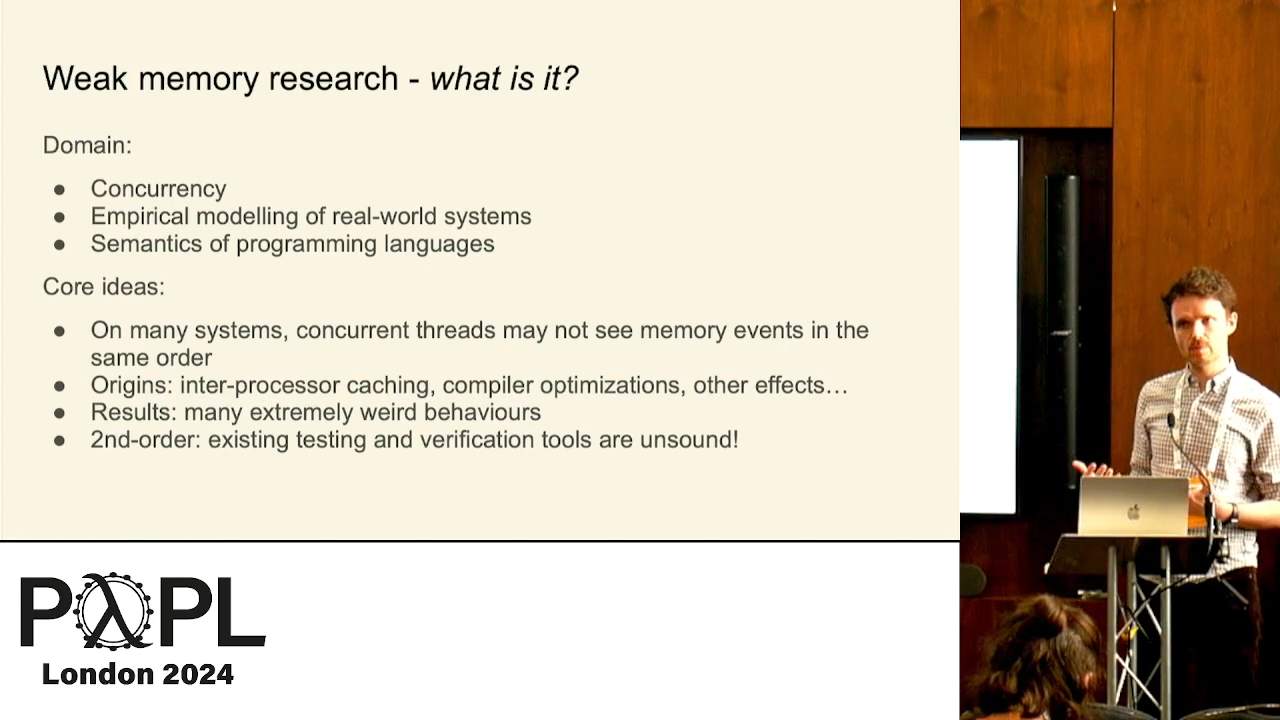 Weak memory research - what is it?
Domain:
● Concurrency
● Empirical modelling of real-world systems
● Semantics of programming languages
Core ideas:
● On many systems, concurrent threads may not see memory events in the
same order
● Origins: inter-processor caching, compiler optimizations, other effects…
● Results: many extremely weird behaviours
● 2nd-order: existing testing and verification tools are unsound!
PλPL
London 2024